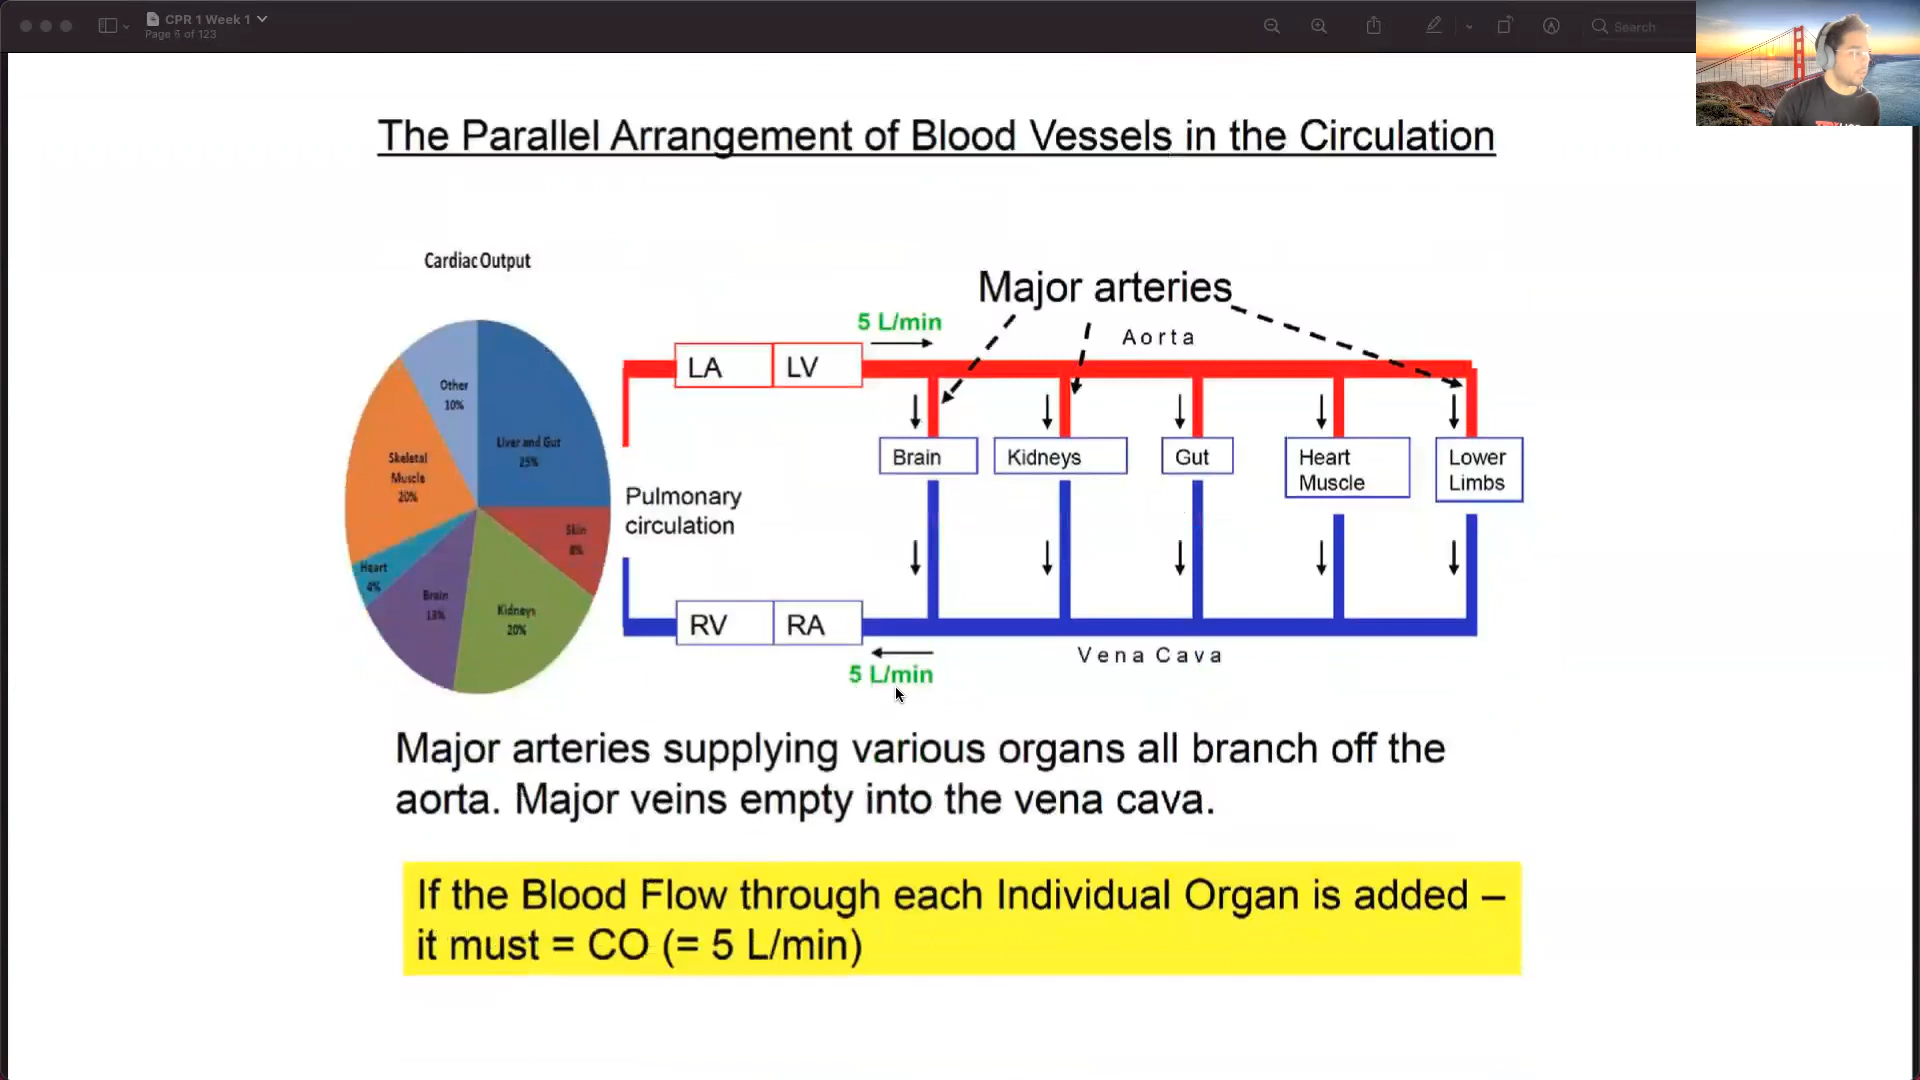 CPR 1 Week 1
Page 6 of 123
Search
The Parallel Arrangement of Blood Vessels in the Circulation
Cardiac Output
Other
10%
Liver and Gut
25%
Skeletal
Muscle
20%
Skin
8%
Heart
4%
Brain
13%
Kidneys
20%
Major arteries
5 L/min
Aorta
LA
LV
Brain
Kidneys
Gut
Heart
Muscle
Lower
Limbs
Pulmonary
circulation
RV
RA
Vena Cava
5 L/min
Major arteries supplying various organs all branch off the
aorta. Major veins empty into the vena cava.
If the Blood Flow through each Individual Organ is added –
it must = CO (= 5 L/min)